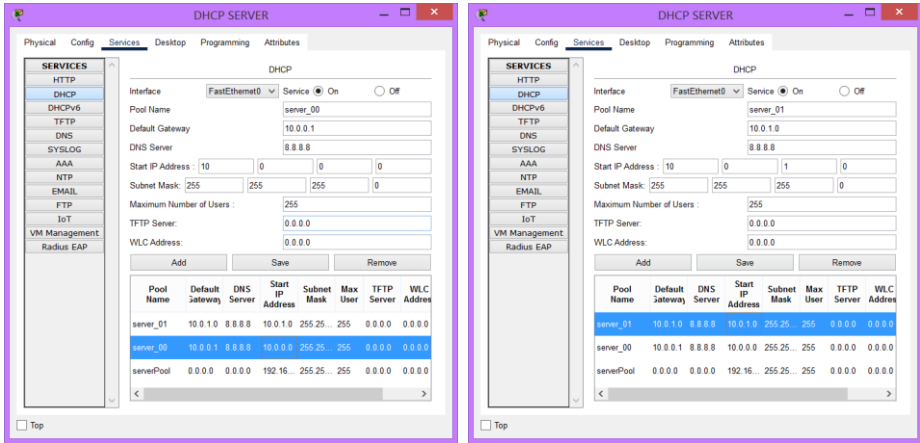 DHCP SERVER
Physical Config Services Desktop Programming Attributes
SERVICES
HTTP
DHCP
DHCPv6
TFTP
DNS
SYSLOG
AAA
NTP
EMAIL
FTP
IoT
VM Management
Radius EAP
DHCP
Interface FastEthernet0 Service On Off
Pool Name server_00
Default Gateway 10.0.0.1
DNS Server 8.8.8.8
Start IP Address : 10 0 0 0
Subnet Mask: 255 255 255 0
Maximum Number of Users : 255
TFTP Server: 0.0.0.0
WLC Address: 0.0.0.0
Add Save Remove
Pool Name Default Gateway DNS Server Start IP Address Subnet Mask Max User TFTP Server WLC Addres
server_01 10.0.1.0 8.8.8.8 10.0.1.0 255.25... 255 0.0.0.0 0.0.0.0
server_00 10.0.0.1 8.8.8.8 10.0.0.0 255.25... 255 0.0.0.0 0.0.0.0
serverPool 0.0.0.0 0.0.0.0 192.16... 255.25... 255 0.0.0.0 0.0.0.0
Top
DHCP SERVER
Physical Config Services Desktop Programming Attributes
SERVICES
HTTP
DHCP
DHCPv6
TFTP
DNS
SYSLOG
AAA
NTP
EMAIL
FTP
IoT
VM Management
Radius EAP
DHCP
Interface FastEthernet0 Service On Off
Pool Name server_01
Default Gateway 10.0.1.0
DNS Server 8.8.8.8
Start IP Address : 10 0 1 0
Subnet Mask: 255 255 255 0
Maximum Number of Users : 255
TFTP Server: 0.0.0.0
WLC Address: 0.0.0.0
Add Save Remove
Pool Name Default Gateway DNS Server Start IP Address Subnet Mask Max User TFTP Server WLC Addres
server_01 10.0.1.0 8.8.8.8 10.0.1.0 255.25... 255 0.0.0.0 0.0.0.0
server_00 10.0.0.1 8.8.8.8 10.0.0.0 255.25... 255 0.0.0.0 0.0.0.0
serverPool 0.0.0.0 0.0.0.0 192.16... 255.25... 255 0.0.0.0 0.0.0.0
Top